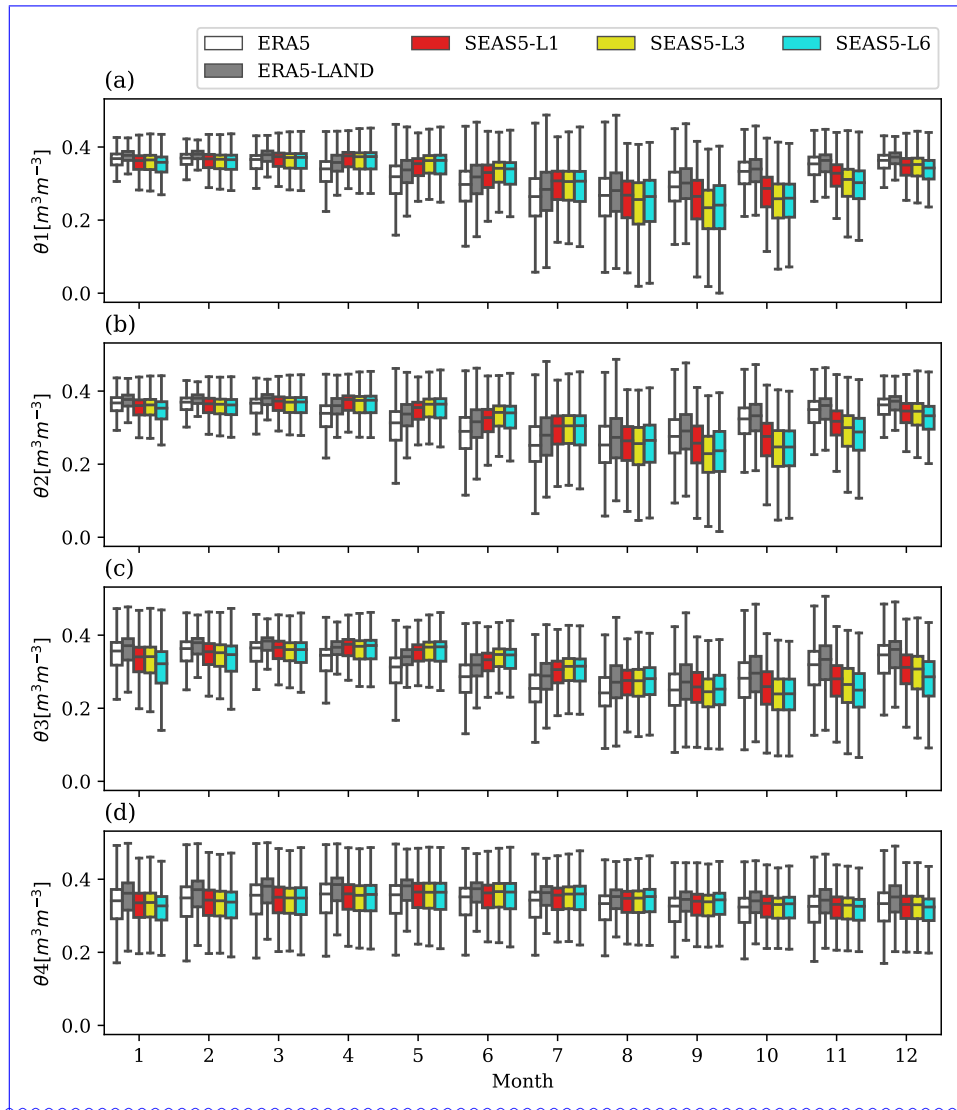 ERA5 SEAS5-L1 SEAS5-L3 SEAS5-L6
ERA5-LAND
(a)
0.4
0.2
0.0
θ1[m³m⁻³]
(b)
0.4
0.2
0.0
θ2[m³m⁻³]
(c)
0.4
0.2
0.0
θ3[m³m⁻³]
(d)
0.4
0.2
0.0
θ4[m³m⁻³]
1 2 3 4 5 6 7 8 9 10 11 12
Month